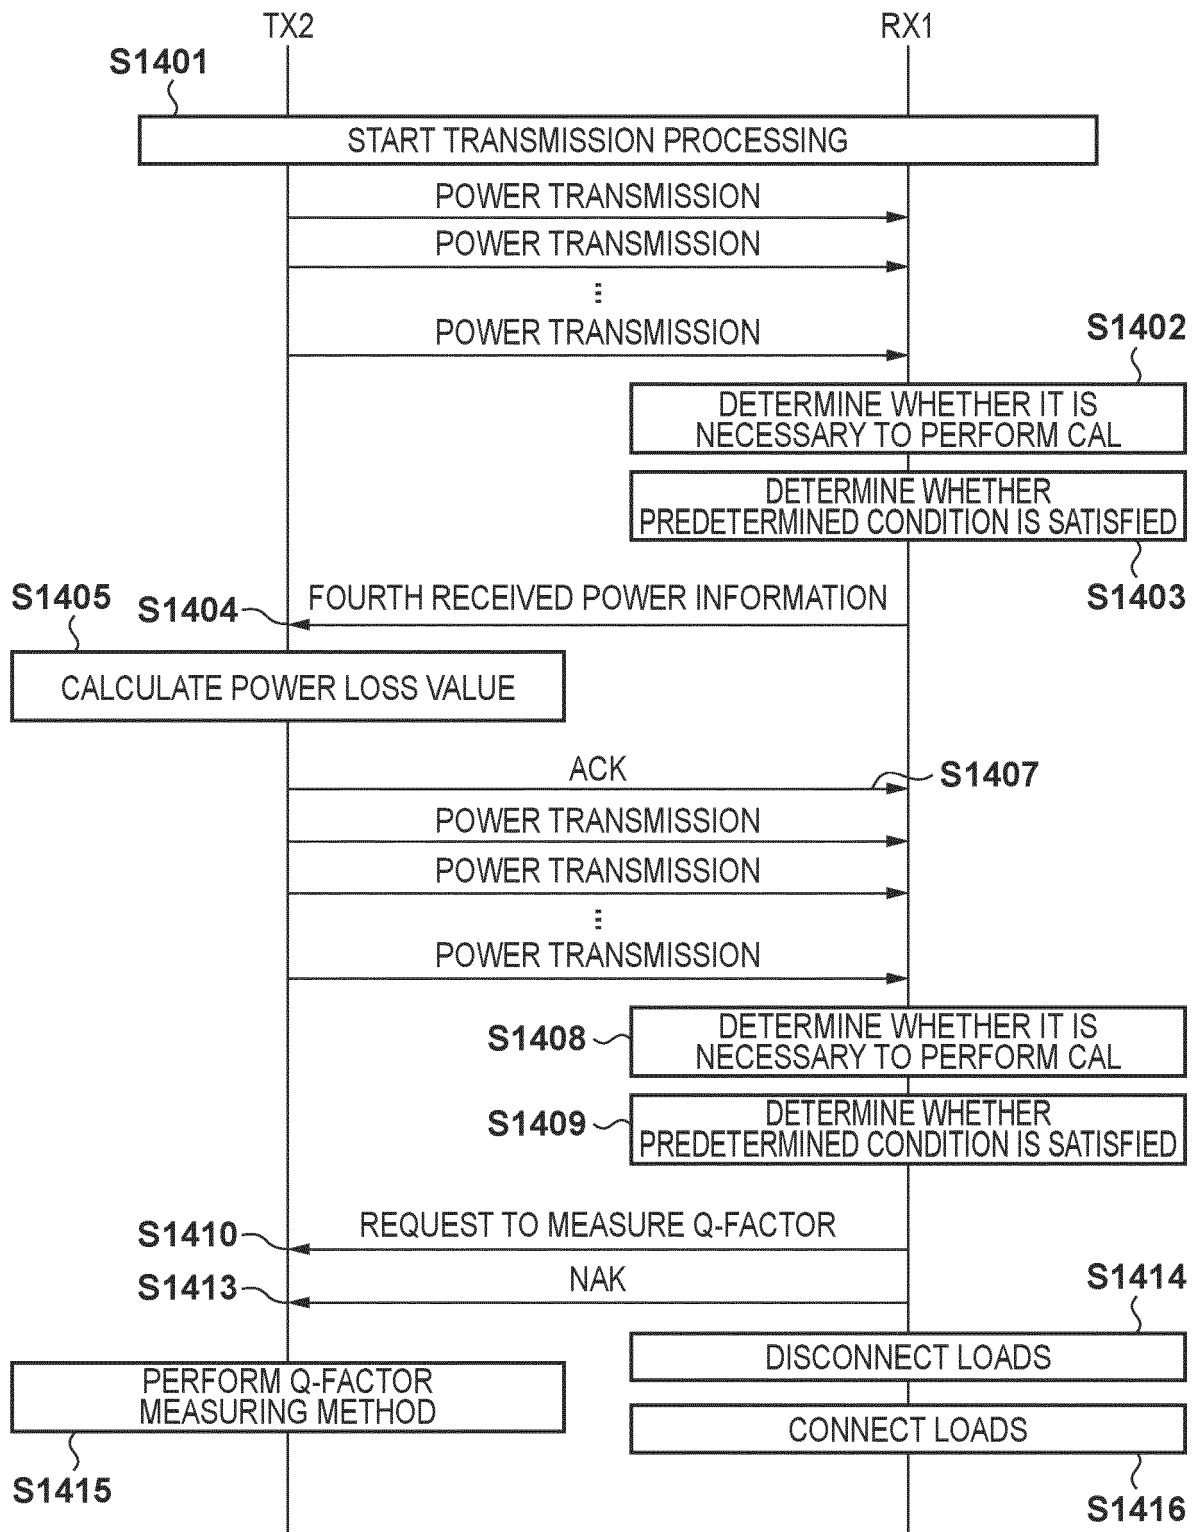 TX2
RX1
S1401
START TRANSMISSION PROCESSING
POWER TRANSMISSION
POWER TRANSMISSION
POWER TRANSMISSION
S1402
DETERMINE WHETHER IT IS
NECESSARY TO PERFORM CAL
DETERMINE WHETHER
PREDETERMINED CONDITION IS SATISFIED
S1403
FOURTH RECEIVED POWER INFORMATION
S1404
S1405
CALCULATE POWER LOSS VALUE
ACK
S1407
POWER TRANSMISSION
POWER TRANSMISSION
POWER TRANSMISSION
S1408
DETERMINE WHETHER IT IS
NECESSARY TO PERFORM CAL
S1409
DETERMINE WHETHER
PREDETERMINED CONDITION IS SATISFIED
REQUEST TO MEASURE Q-FACTOR
S1410
NAK
S1413
S1414
DISCONNECT LOADS
PERFORM Q-FACTOR
MEASURING METHOD
S1415
CONNECT LOADS
S1416